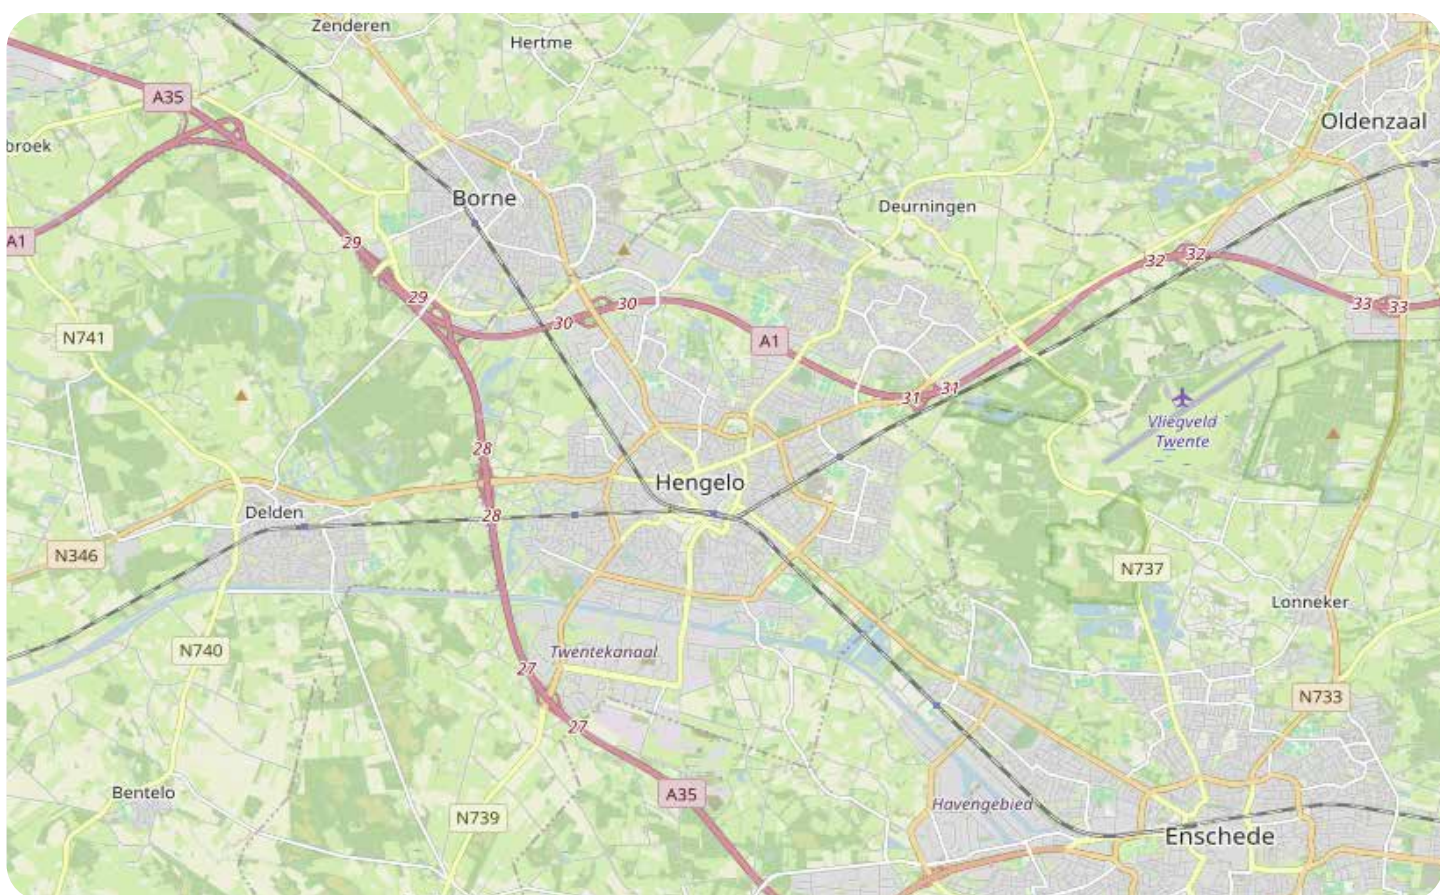 Zenderen
Hertme
A35
Oldenzaal
broek
Borne
Deurningen
A1
29
32
32
29
30
30
33
33
N741
A1
31
31
Vliegveld
Twente
28
Hengelo
Delden
28
N346
N737
Lonneker
N740
Twentekanaal
27
N733
27
Bentelo
A35
Havengebied
N739
Enschede